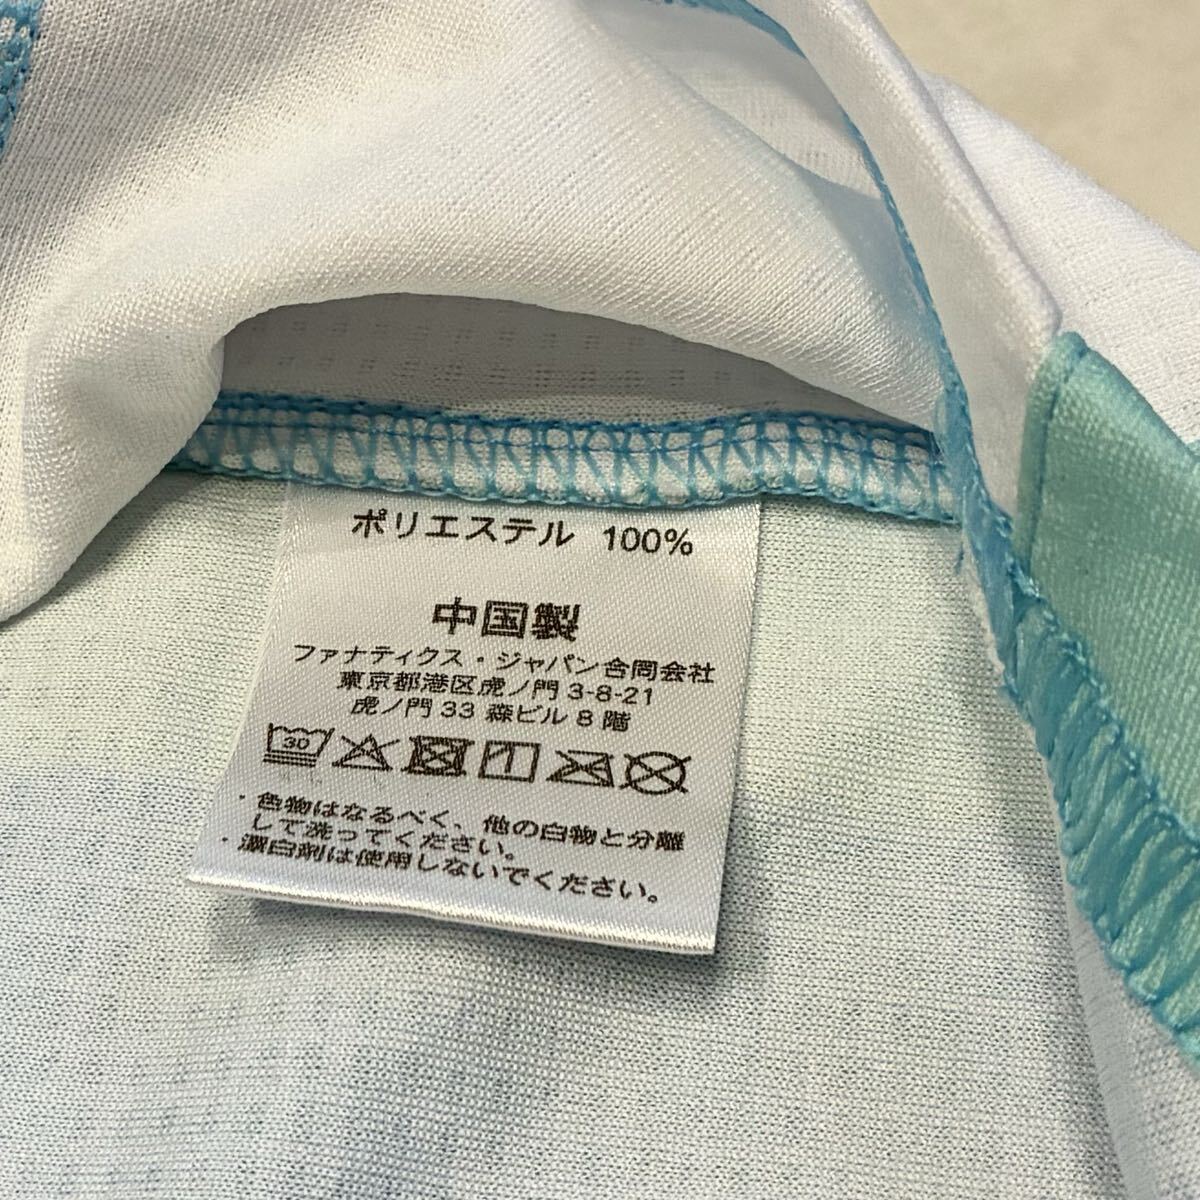 ポリエステル 100%
中国製
ファナティクス・ジャパン合同会社
東京都港区虎ノ門 3-8-21
虎ノ門 33 森ビル 8 階
30
・色物はなるべく、他の白物と分離
して洗ってください。
・漂白剤は使用しないでください。